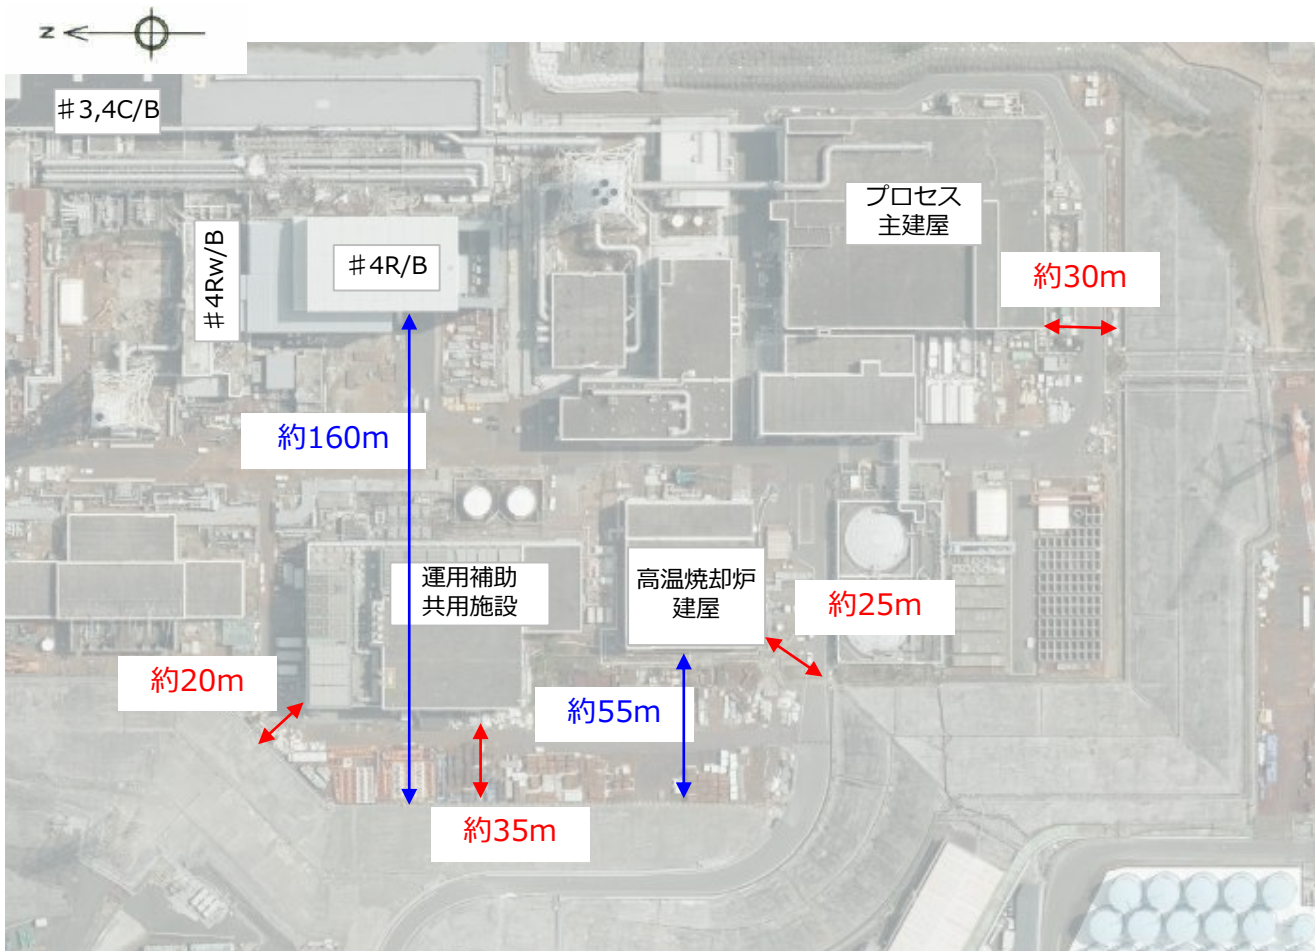 N
#3,4C/B
プロセス
主建屋
#4Rw/B
#4R/B
約30m
約160m
運用補助
共用施設
高温焼却炉
建屋
約25m
約20m
約55m
約35m